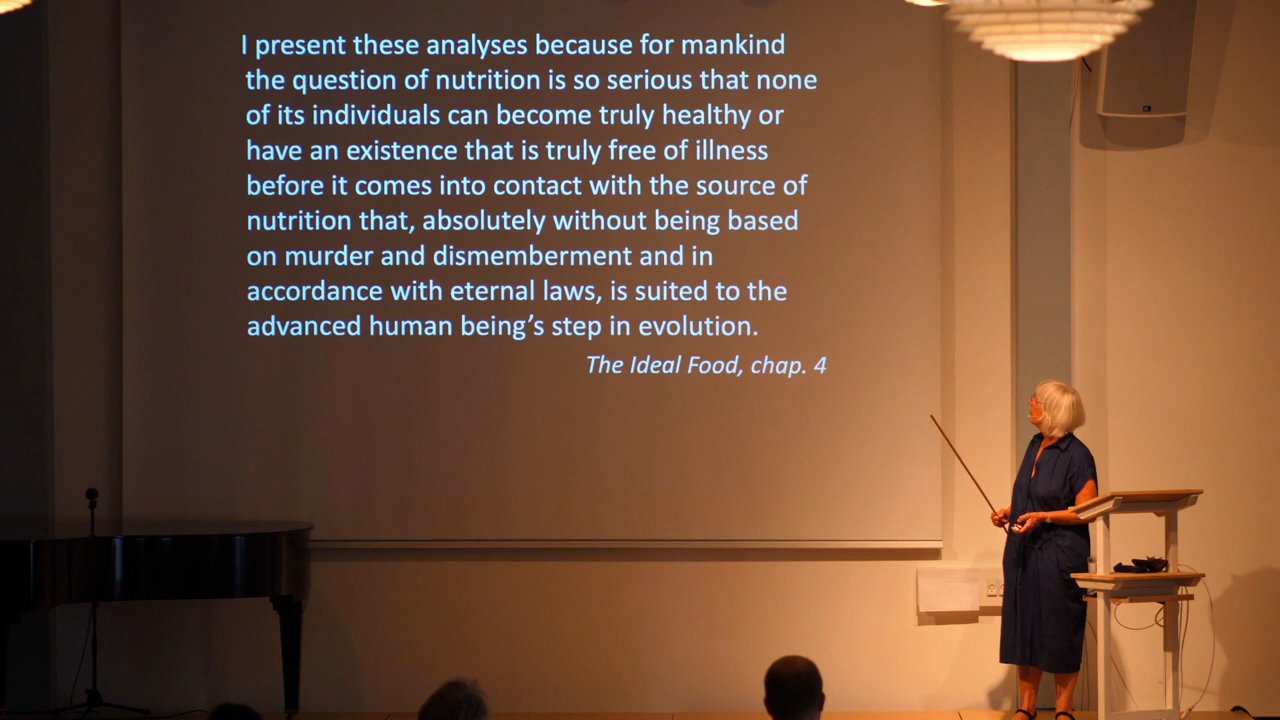 I present these analyses because for mankind
the question of nutrition is so serious that none
of its individuals can become truly healthy or
have an existence that is truly free of illness
before it comes into contact with the source of
nutrition that, absolutely without being based
on murder and dismemberment and in
accordance with eternal laws, is suited to the
advanced human being’s step in evolution.
The Ideal Food, chap. 4